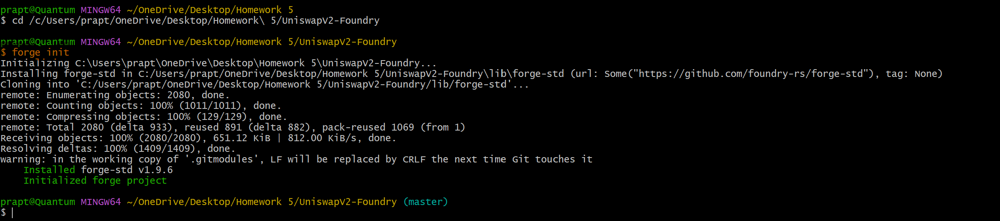 prapt@Quantum MINGW64 ~/OneDrive/Desktop/Homework 5
$ cd /c/Users/prapt/OneDrive/Desktop/Homework\ 5/UniswapV2-Foundry
prapt@Quantum MINGW64 ~/OneDrive/Desktop/Homework 5/UniswapV2-Foundry
$ forge init
Initializing C:\Users\prapt\OneDrive\Desktop\Homework 5\UniswapV2-Foundry...
Installing forge-std in C:/Users/prapt/OneDrive/Desktop/Homework 5/UniswapV2-Foundry\lib\forge-std (url: Some("https://github.com/foundry-rs/forge-std"), tag: None)
Cloning into 'C:/Users/prapt/OneDrive/Desktop/Homework 5/UniswapV2-Foundry/lib/forge-std'...
remote: Enumerating objects: 2080, done.
remote: Counting objects: 100% (1011/1011), done.
remote: Compressing objects: 100% (129/129), done.
remote: Total 2080 (delta 933), reused 891 (delta 882), pack-reused 1069 (from 1)
Receiving objects: 100% (2080/2080), 651.12 KiB | 812.00 KiB/s, done.
Resolving deltas: 100% (1409/1409), done.
warning: in the working copy of '.gitmodules', LF will be replaced by CRLF the next time Git touches it
Installed forge-std v1.9.6
Initialized forge project
prapt@Quantum MINGW64 ~/OneDrive/Desktop/Homework 5/UniswapV2-Foundry (master)
$